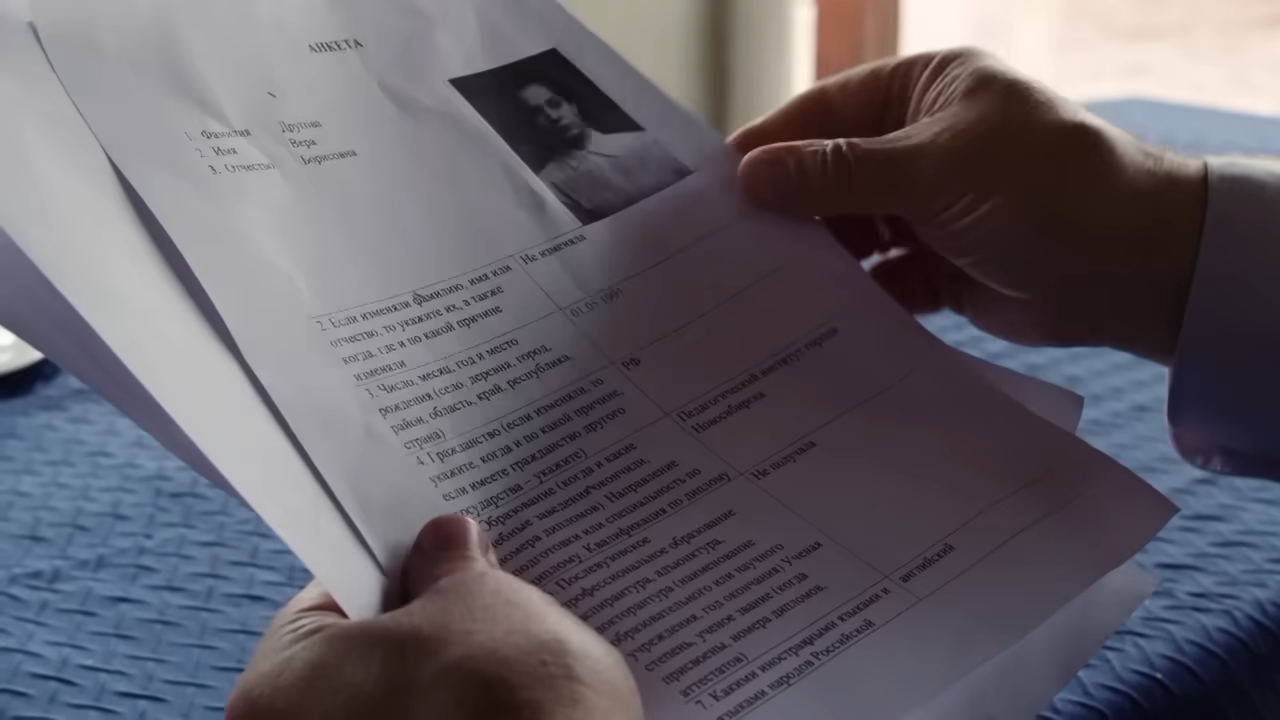 АНКЕТА
1. Фамилия Другова
2. Имя Вера
3. Отчество Борисовна
2. Если изменяли фамилию, имя или
отчество, то укажите их, а также
когда, где и по какой причине
изменяли
Не изменяла
3. Число, месяц, год и место
рождения (село, деревня, город,
район, область, край, республика,
страна)
4. Гражданство (если изменяли, то
укажите, когда и по какой причине,
если имеете гражданство другого
государства – укажите)
РФ
Образование (когда и какие
учебные заведения окончили,
номера дипломов) Направление
подготовки или специальность по
диплому. Квалификация по диплому
Педагогический институт город
Новосибирск
Послевузовское
профессиональное образование
аспирантура, адъюнктура,
докторантура (наименование
образовательного или научного
учреждения, год окончания) Ученая
степень, ученое звание (когда
присвоены, номера дипломов,
аттестатов)
Не получала
7. Какими иностранными языками и
языками народов Российской
английский